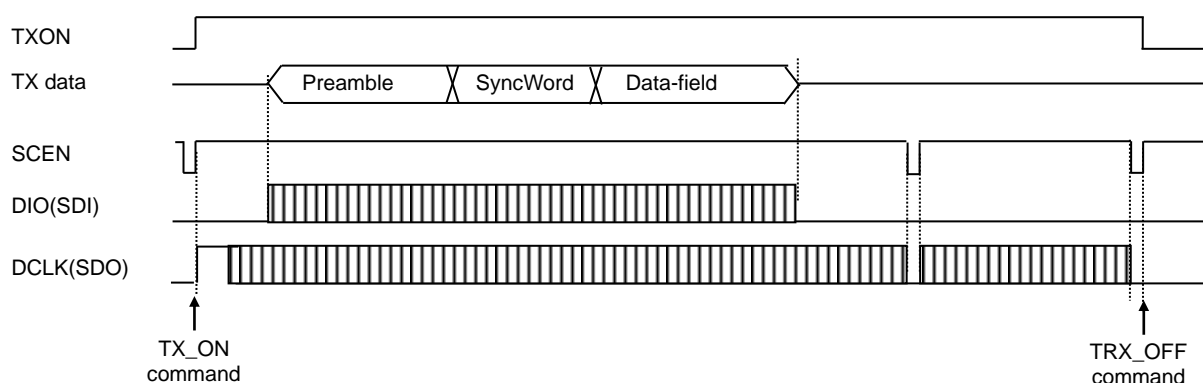 TXON
TX data
Preamble
SyncWord
Data-field
SCEN
DIO(SDI)
DCLK(SDO)
TX_ON
command
TRX_OFF
command